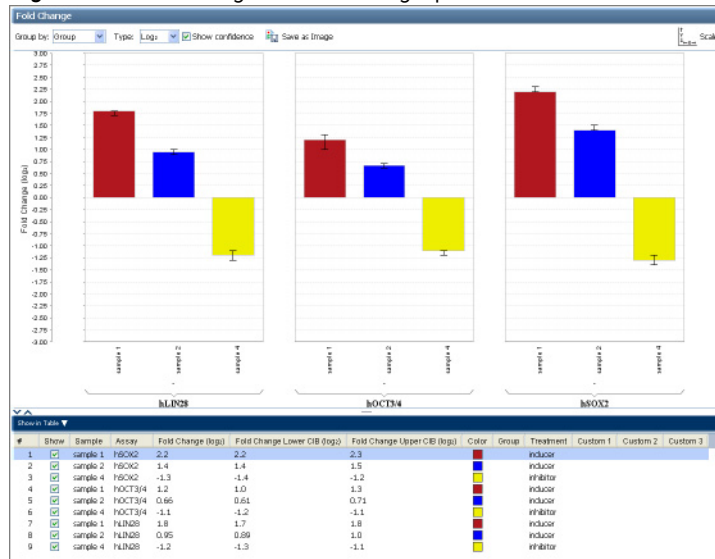 Fold Change
Group by: Group Type: Log₂ Show confidence Save as Image Scale
3.00
2.75
2.50
2.25
2.00
1.75
1.50
1.25
1.00
0.75
0.50
0.25
0.00
-0.25
-0.50
-0.75
-1.00
-1.25
-1.50
-1.75
-2.00
-2.25
-2.50
-2.75
-3.00
Fold Change (log₂)
sample 1 sample 2 sample 4 sample 1 sample 2 sample 4 sample 1 sample 2 sample 4
- - -
hLIN28 hOCT3/4 hSOX2
Show in Table ▼
# Show Sample Assay Fold Change (log₂) Fold Change Lower CIB (log₂) Fold Change Upper CIB (log₂) Color Group Treatment Custom 1 Custom 2 Custom 3
1 sample 1 hSOX2 2.2 2.2 2.3 inducer
2 sample 2 hSOX2 1.4 1.4 1.5 inducer
3 sample 4 hSOX2 -1.3 -1.4 -1.2 inhibitor
4 sample 1 hOCT3/4 1.2 1.0 1.3 inducer
5 sample 2 hOCT3/4 0.66 0.61 0.71 inducer
6 sample 4 hOCT3/4 -1.1 -1.2 -1.1 inhibitor
7 sample 1 hLIN28 1.8 1.7 1.8 inducer
8 sample 2 hLIN28 0.95 0.89 1.0 inducer
9 sample 4 hLIN28 -1.2 -1.3 -1.1 inhibitor